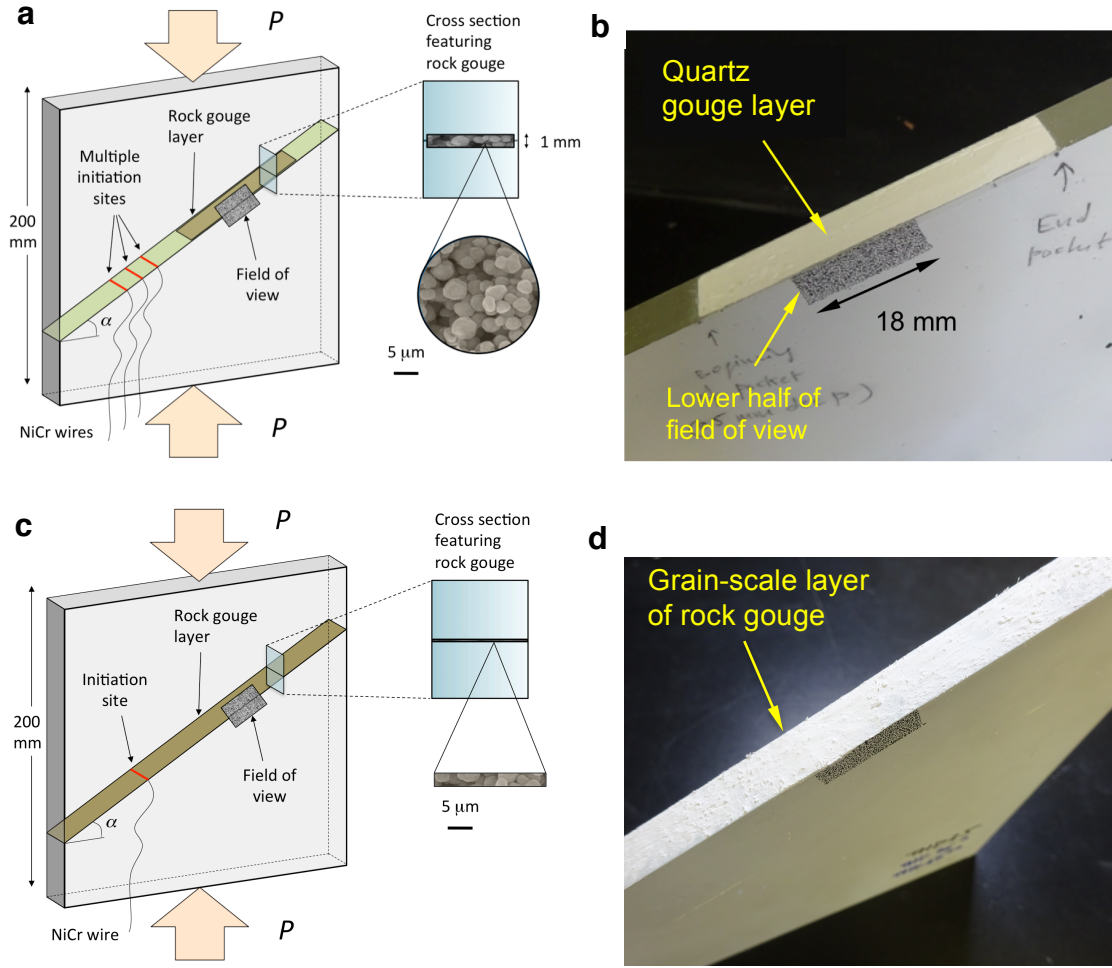 a
P
Cross section
featuring
rock gouge
200
mm
Rock gouge
layer
Multiple
initiation
sites
1 mm
Field of
view
α
5 μm
NiCr wires
P
b
Quartz
gouge layer
End
pocket
18 mm
pocket
Lower half of
field of view
c
P
Cross section
featuring
rock gouge
200
mm
Rock gouge
layer
Initiation
site
Field of
view
α
5 μm
NiCr wire
P
d
Grain-scale layer
of rock gouge